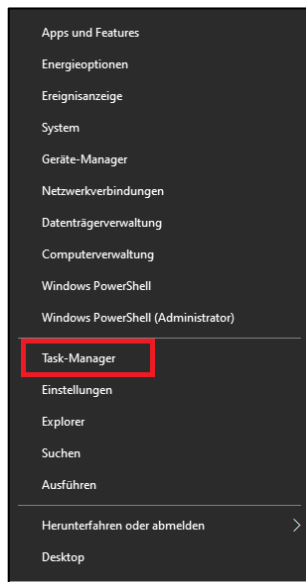 Apps und Features
Energieoptionen
Ereignisanzeige
System
Geräte-Manager
Netzwerkverbindungen
Datenträgerverwaltung
Computerverwaltung
Windows PowerShell
Windows PowerShell (Administrator)
Task-Manager
Einstellungen
Explorer
Suchen
Ausführen
Herunterfahren oder abmelden
Desktop